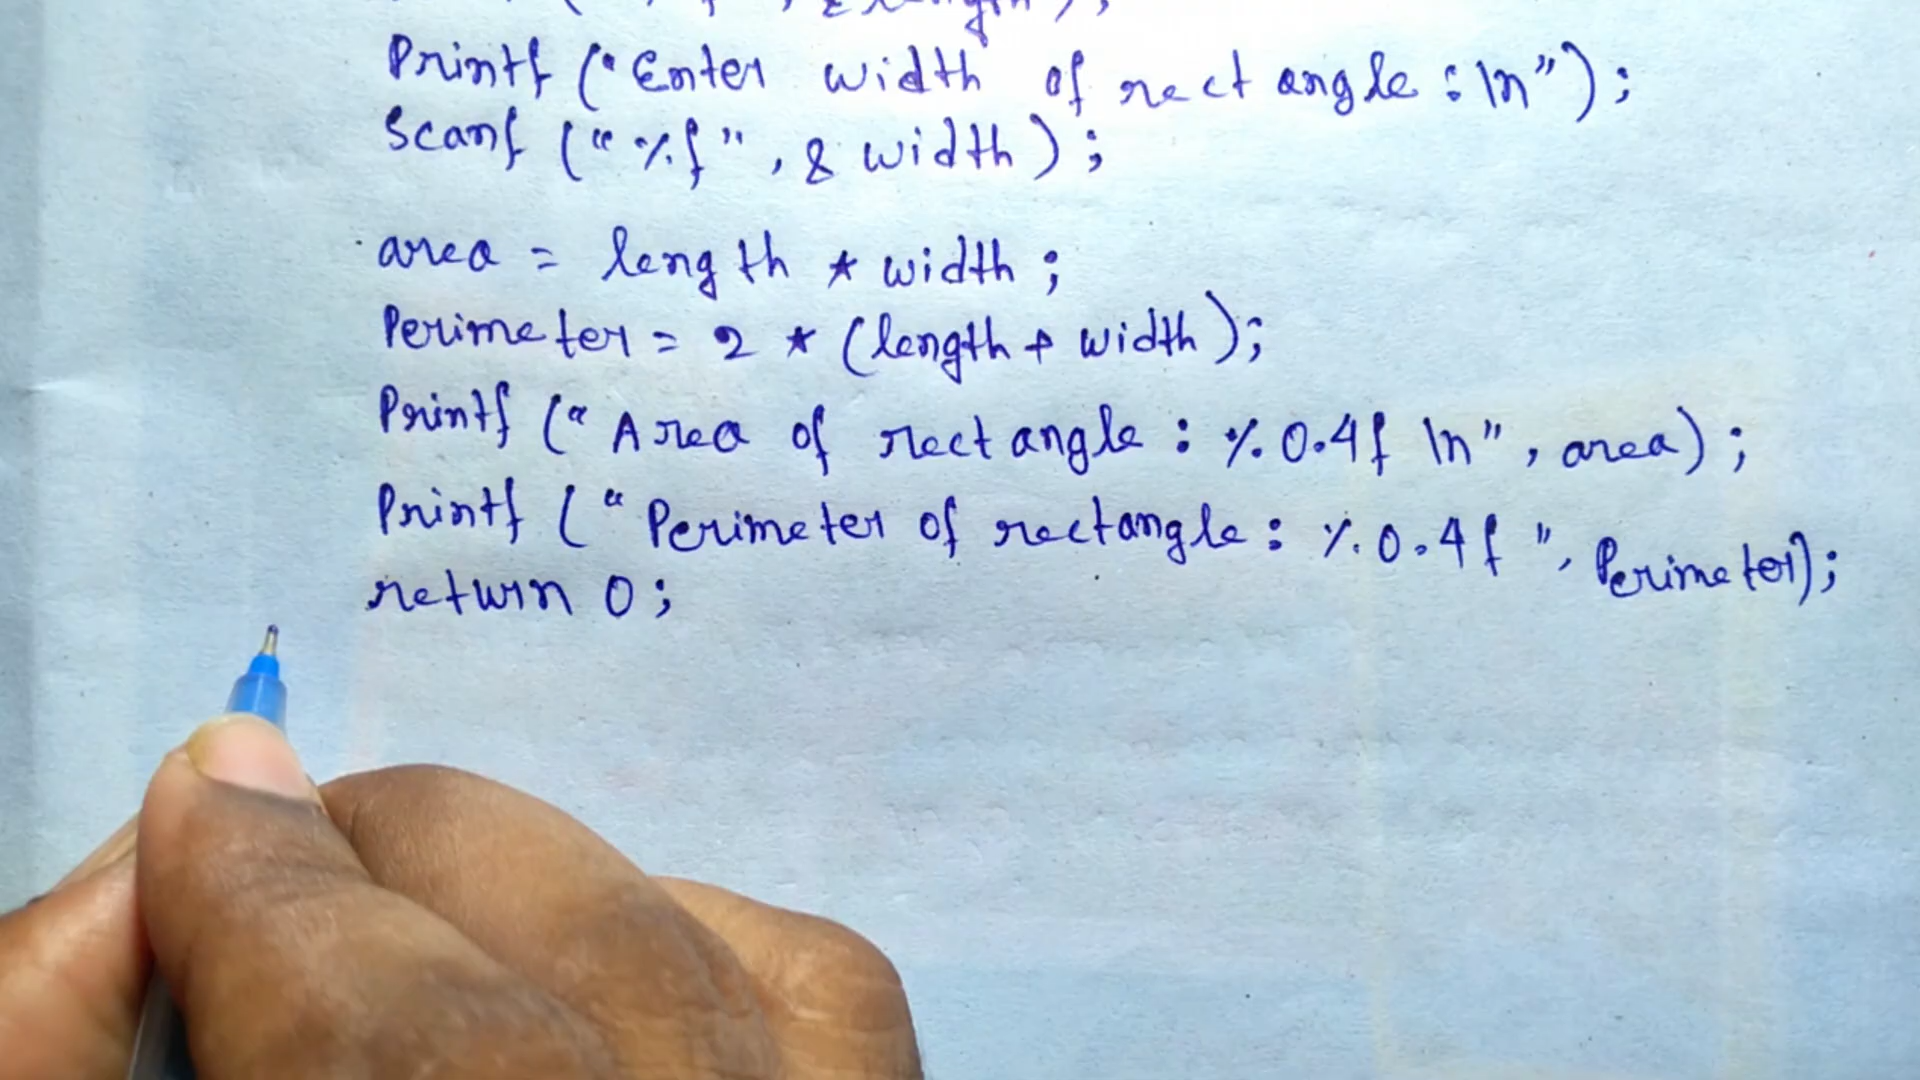 Printf ("Enter width of rectangle : \n");
Scanf ("%f", & width);
area = length * width;
Perimeter = 2 * (length + width);
Printf ("Area of rectangle : %0.4f \n", area);
Printf ("Perimeter of rectangle : %0.4f ", Perimeter);
return 0;